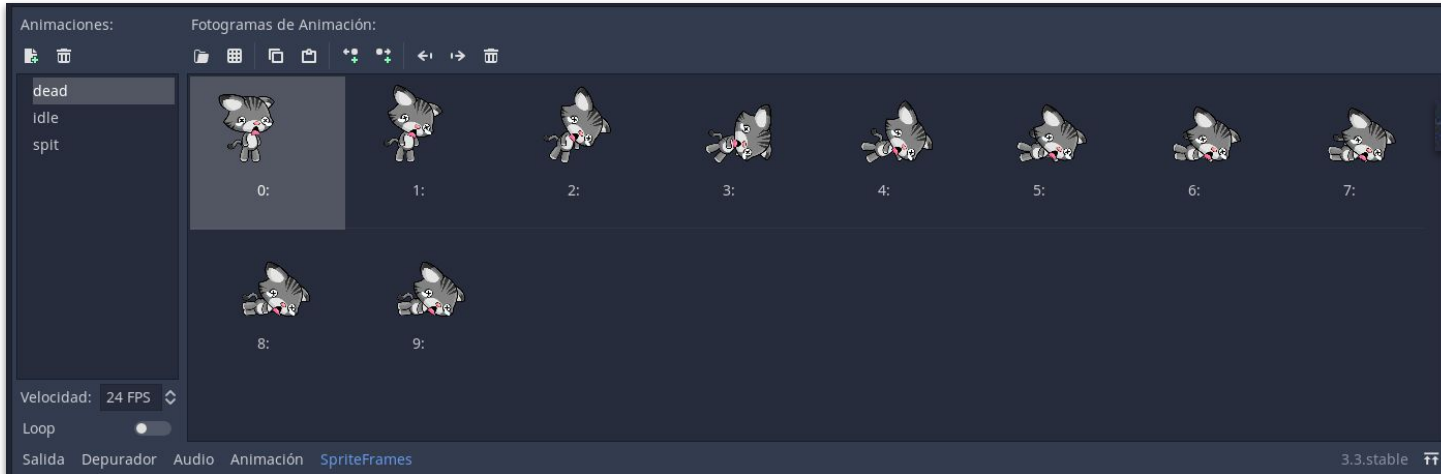 Animaciones:
Fotogramas de Animación:
dead
idle
spit
0:
1:
2:
3:
4:
5:
6:
7:
8:
9:
Velocidad: 24 FPS
Loop
Salida Depurador Audio Animación SpriteFrames
3.3.stable